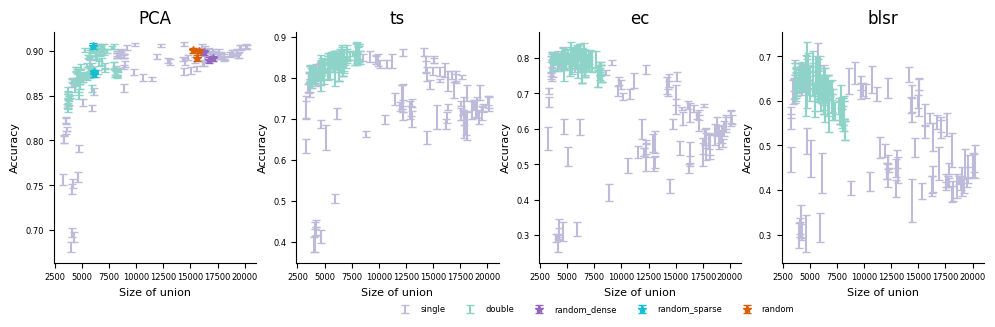 PCA ts ec blsr
0.90 0.85 0.80 0.75 0.70
Accuracy
2500 5000 7500 10000 12500 15000 17500 20000
Size of union
0.9 0.8 0.7 0.6 0.5 0.4
Accuracy
2500 5000 7500 10000 12500 15000 17500 20000
Size of union
0.8 0.7 0.6 0.5 0.4 0.3
Accuracy
2500 5000 7500 10000 12500 15000 17500 20000
Size of union
0.7 0.6 0.5 0.4 0.3
Accuracy
2500 5000 7500 10000 12500 15000 17500 20000
Size of union
single double random_dense random_sparse random